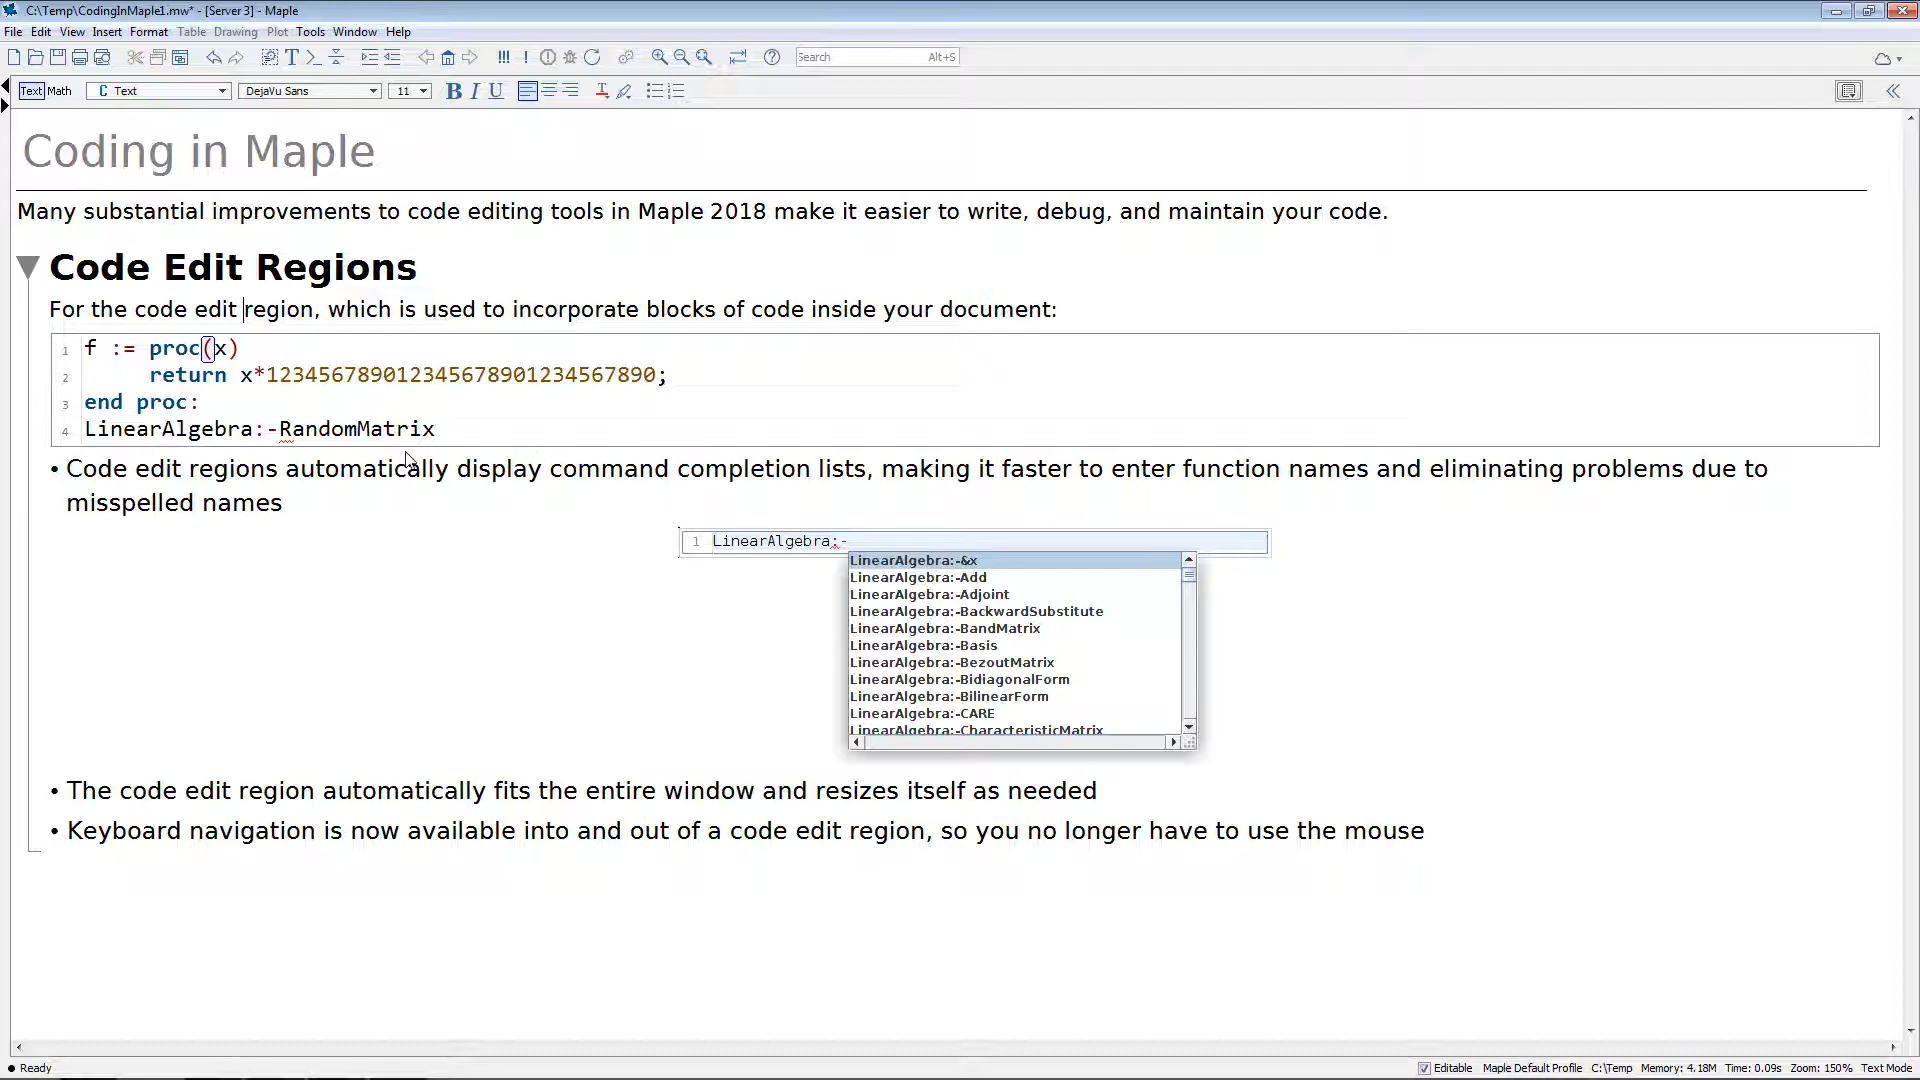 C:\Temp\CodingInMaple1.mw* - [Server 3] - Maple
File Edit View Insert Format Table Drawing Plot Tools Window Help
Search Alt+S
Text Math C Text DejaVu Sans 11 B I U
Coding in Maple
Many substantial improvements to code editing tools in Maple 2018 make it easier to write, debug, and maintain your code.
Code Edit Regions
For the code edit region, which is used to incorporate blocks of code inside your document:
1 f := proc(x)
2 return x*123456789012345678901234567890;
3 end proc:
4 LinearAlgebra:-RandomMatrix
• Code edit regions automatically display command completion lists, making it faster to enter function names and eliminating problems due to
misspelled names
1 LinearAlgebra:-
LinearAlgebra:-&x
LinearAlgebra:-Add
LinearAlgebra:-Adjoint
LinearAlgebra:-BackwardSubstitute
LinearAlgebra:-BandMatrix
LinearAlgebra:-Basis
LinearAlgebra:-BezoutMatrix
LinearAlgebra:-BidiagonalForm
LinearAlgebra:-BilinearForm
LinearAlgebra:-CARE
LinearAlgebra:-CharacteristicMatrix
• The code edit region automatically fits the entire window and resizes itself as needed
• Keyboard navigation is now available into and out of a code edit region, so you no longer have to use the mouse
Ready Editable Maple Default Profile C:\Temp Memory: 4.18M Time: 0.09s Zoom: 150% Text Mode